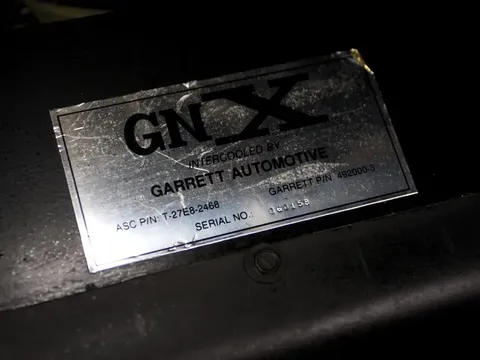 GNX
INTERCOOLED BY
GARRETT AUTOMOTIVE
ASC P/N: T-27E8-2468 GARRETT P/N 492000-5
SERIAL NO.: